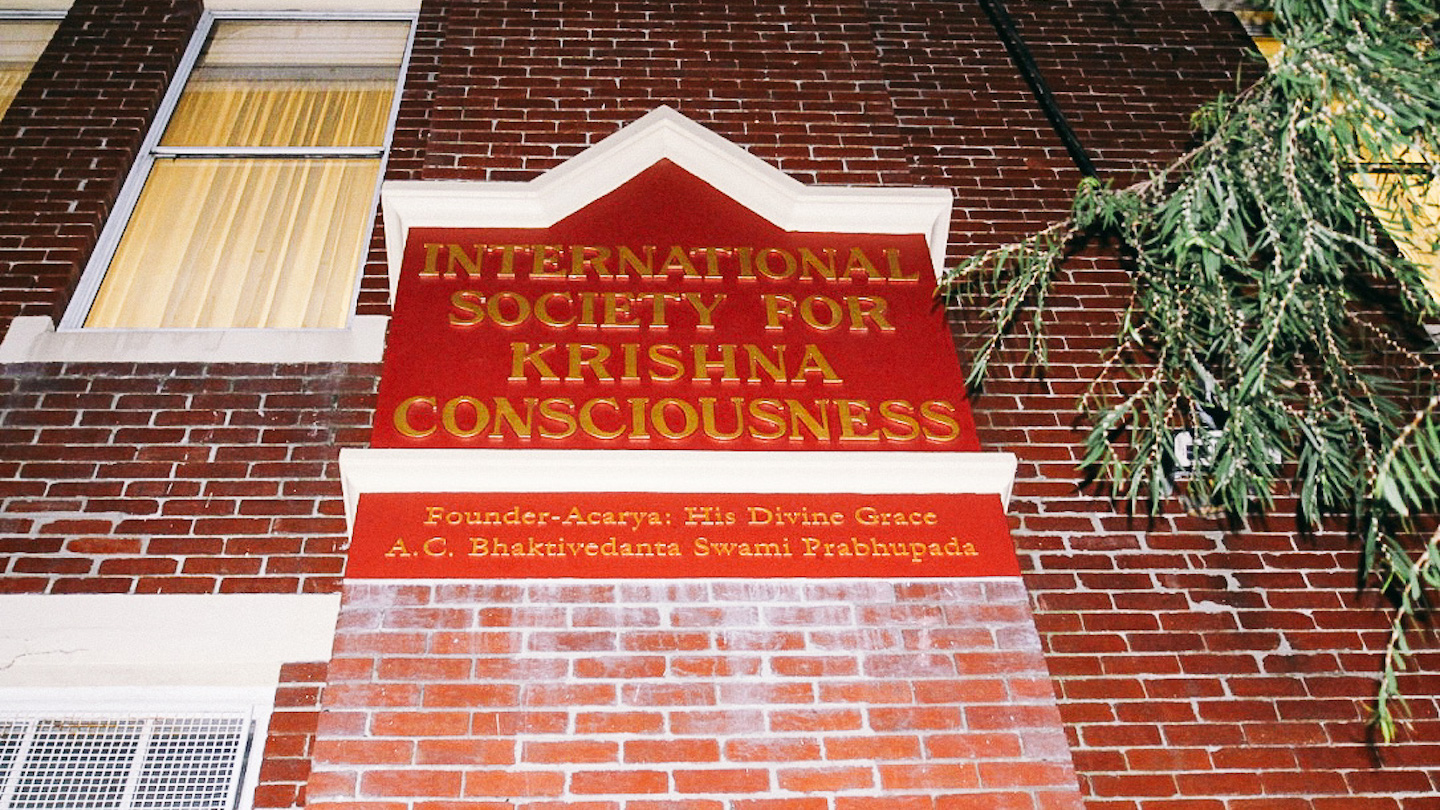 INTERNATIONAL
SOCIETY FOR
KRISHNA
CONSCIOUSNESS
Founder-Acarya: His Divine Grace
A.C. Bhaktivedanta Swami Prabhupada